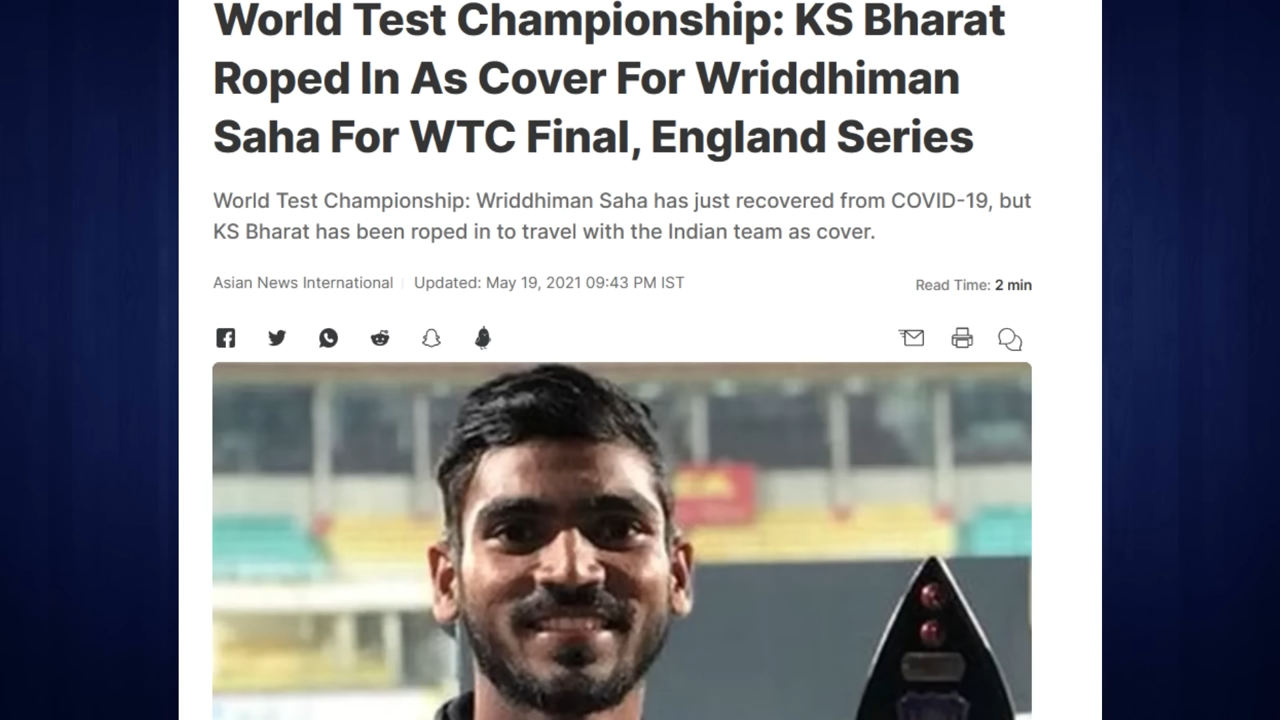 World Test Championship: KS Bharat
Roped In As Cover For Wriddhiman
Saha For WTC Final, England Series
World Test Championship: Wriddhiman Saha has just recovered from COVID-19, but
KS Bharat has been roped in to travel with the Indian team as cover.
Asian News International Updated: May 19, 2021 09:43 PM IST
Read Time: 2 min